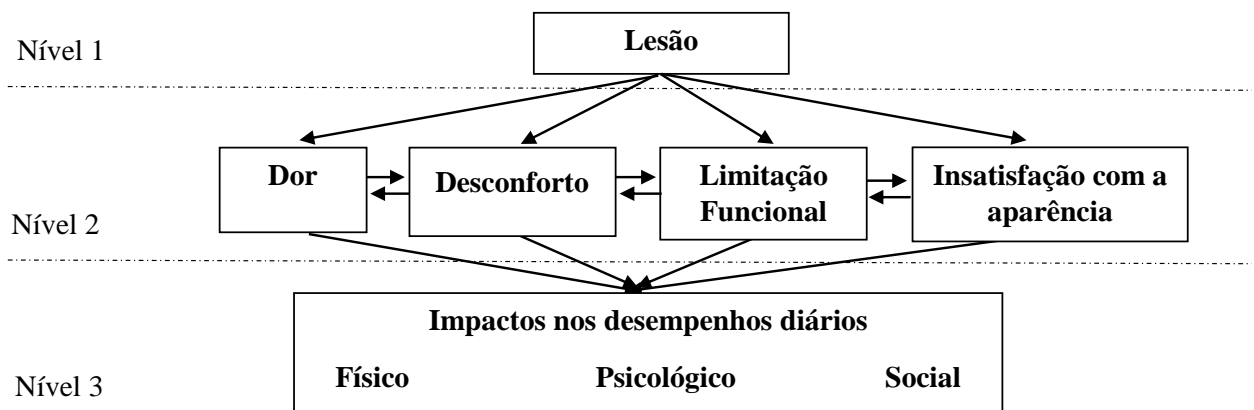 Nível 1
Lesão
Dor
Desconforto
Limitação
Funcional
Insatisfação com a
aparência
Nível 2
Impactos nos desempenhos diários
Físico Psicológico Social
Nível 3